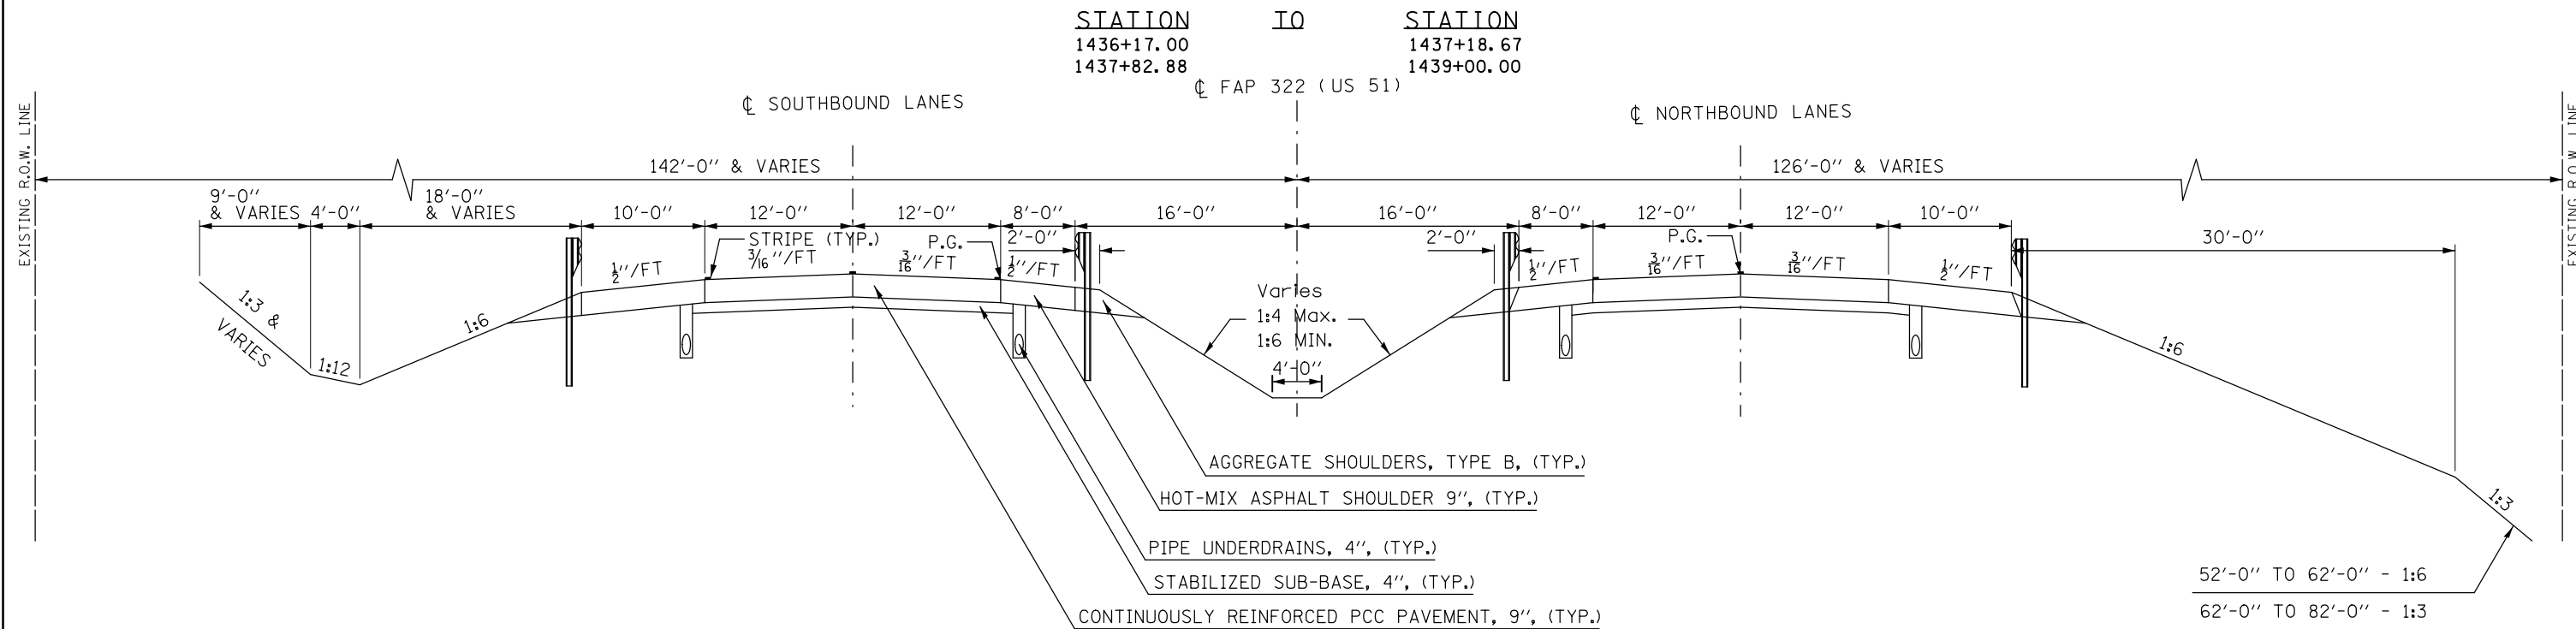 STATION TO STATION
1436+17.00 1437+18.67
1437+82.88 1439+00.00
℄ FAP 322 (US 51)
℄ SOUTHBOUND LANES
℄ NORTHBOUND LANES
EXISTING R.O.W. LINE
EXISTING R.O.W. LINE
142'-0" & VARIES
126'-0" & VARIES
9'-0"
& VARIES
4'-0"
18'-0"
& VARIES
10'-0"
12'-0"
12'-0"
8'-0"
16'-0"
16'-0"
8'-0"
12'-0"
12'-0"
10'-0"
STRIPE (TYP.)
P.G.
2'-0"
2'-0"
P.G.
30'-0"
1/2"/FT
3/16"/FT
3/16"/FT
1/2"/FT
1/2"/FT
3/16"/FT
3/16"/FT
1/2"/FT
1:3 &
VARIES
1:12
1:6
Varies
1:4 Max.
1:6 MIN.
4'-0"
1:6
1:3
AGGREGATE SHOULDERS, TYPE B, (TYP.)
HOT-MIX ASPHALT SHOULDER 9", (TYP.)
PIPE UNDERDRAINS, 4", (TYP.)
STABILIZED SUB-BASE, 4", (TYP.)
CONTINUOUSLY REINFORCED PCC PAVEMENT, 9", (TYP.)
52'-0" TO 62'-0" - 1:6
62'-0" TO 82'-0" - 1:3